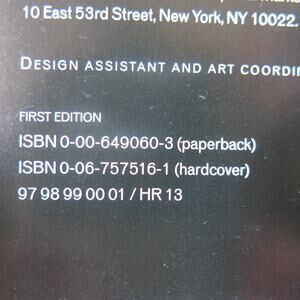 10 East 53rd Street, New York, NY 10022.
DESIGN ASSISTANT AND ART COORDI
FIRST EDITION
ISBN 0-00-649060-3 (paperback)
ISBN 0-06-757516-1 (hardcover)
97 98 99 00 01 / HR 13